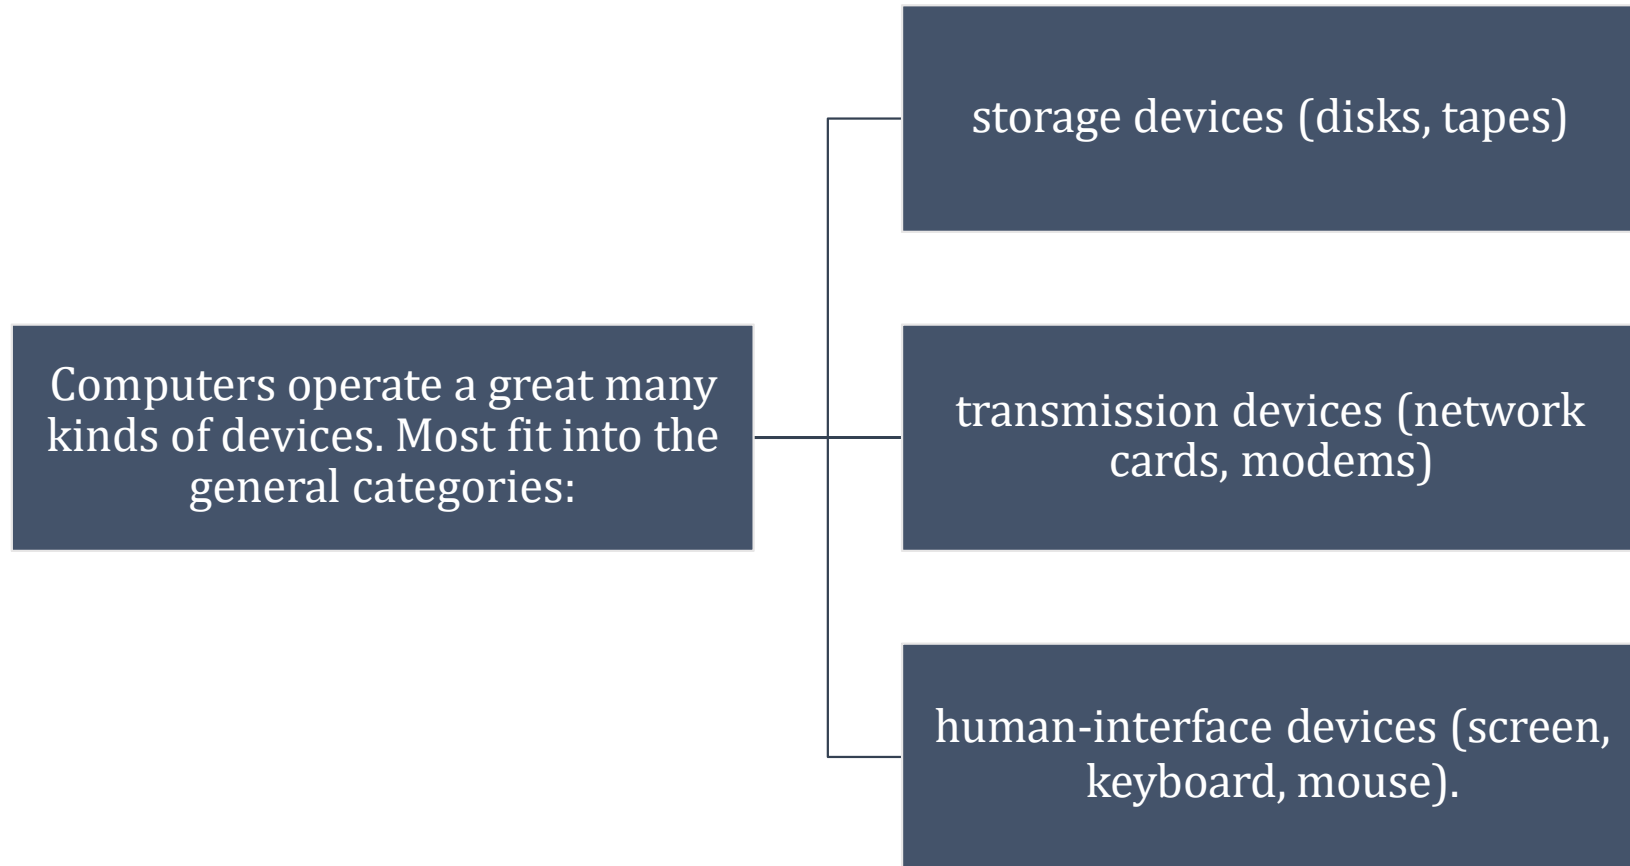 storage devices (disks, tapes)
Computers operate a great many
kinds of devices. Most fit into the
general categories:
transmission devices (network
cards, modems)
human-interface devices (screen,
keyboard, mouse).